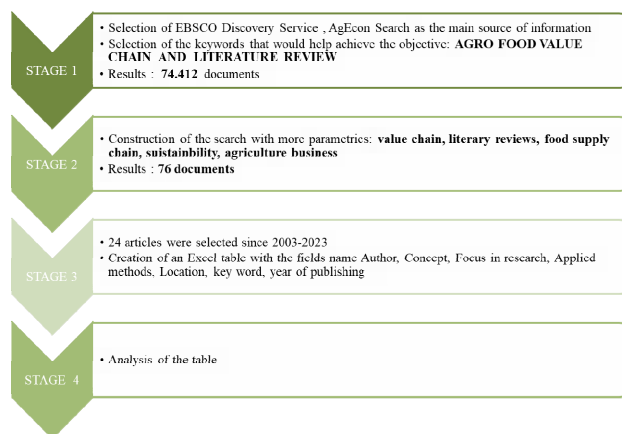 STAGE 1
• Selection of EBSCO Discovery Service , AgEcon Search as the main source of information
• Selection of the keywords that would help achieve the objective: AGRO FOOD VALUE
CHAIN AND LITERATURE REVIEW
• Results : 74.412 documents
STAGE 2
• Construction of the search with more parametrics: value chain, literary reviews, food supply
chain, suistainbility, agriculture business
• Results : 76 documents
STAGE 3
• 24 articles were selected since 2003-2023
• Creation of an Excel table with the fields name Author, Concept, Focus in research, Applied
methods, Location, key word, year of publishing
STAGE 4
• Analysis of the table